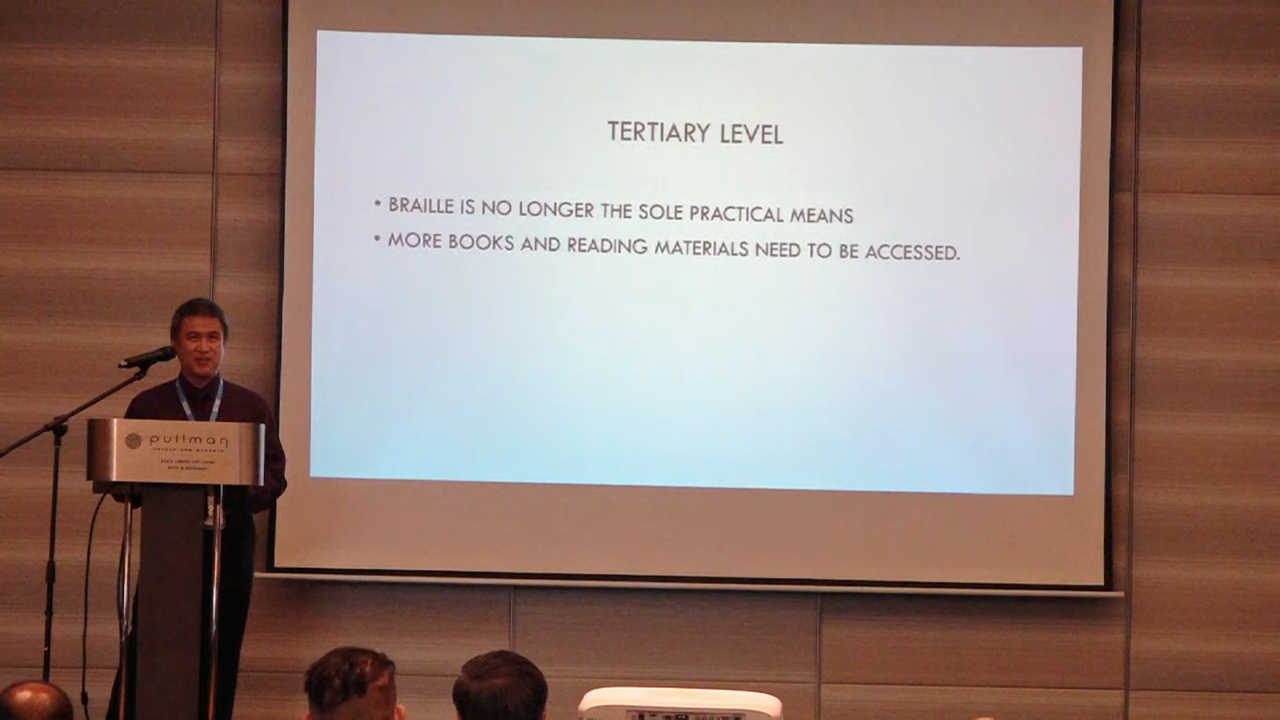 TERTIARY LEVEL
• BRAILLE IS NO LONGER THE SOLE PRACTICAL MEANS
• MORE BOOKS AND READING MATERIALS NEED TO BE ACCESSED.
pullman